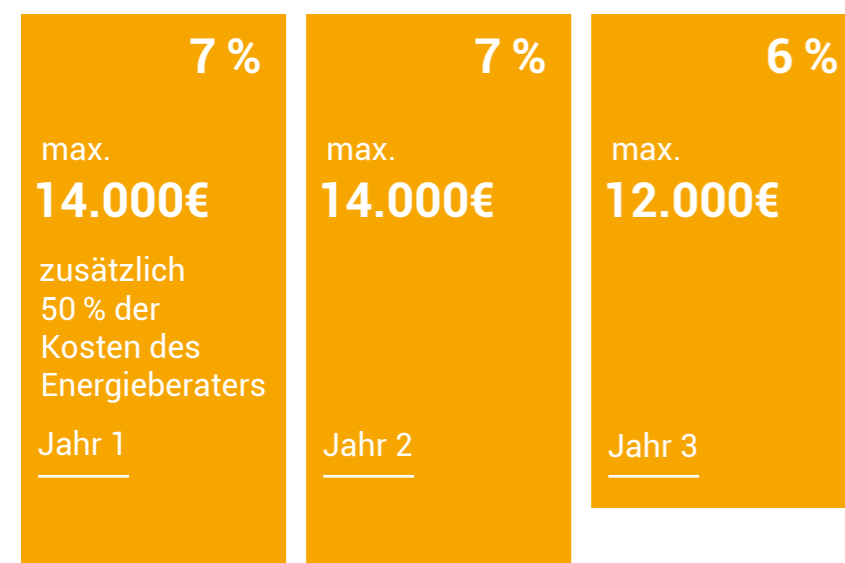 7 %
max.
14.000€
zusätzlich
50 % der
Kosten des
Energieberaters
Jahr 1
7 %
max.
14.000€
Jahr 2
6 %
max.
12.000€
Jahr 3